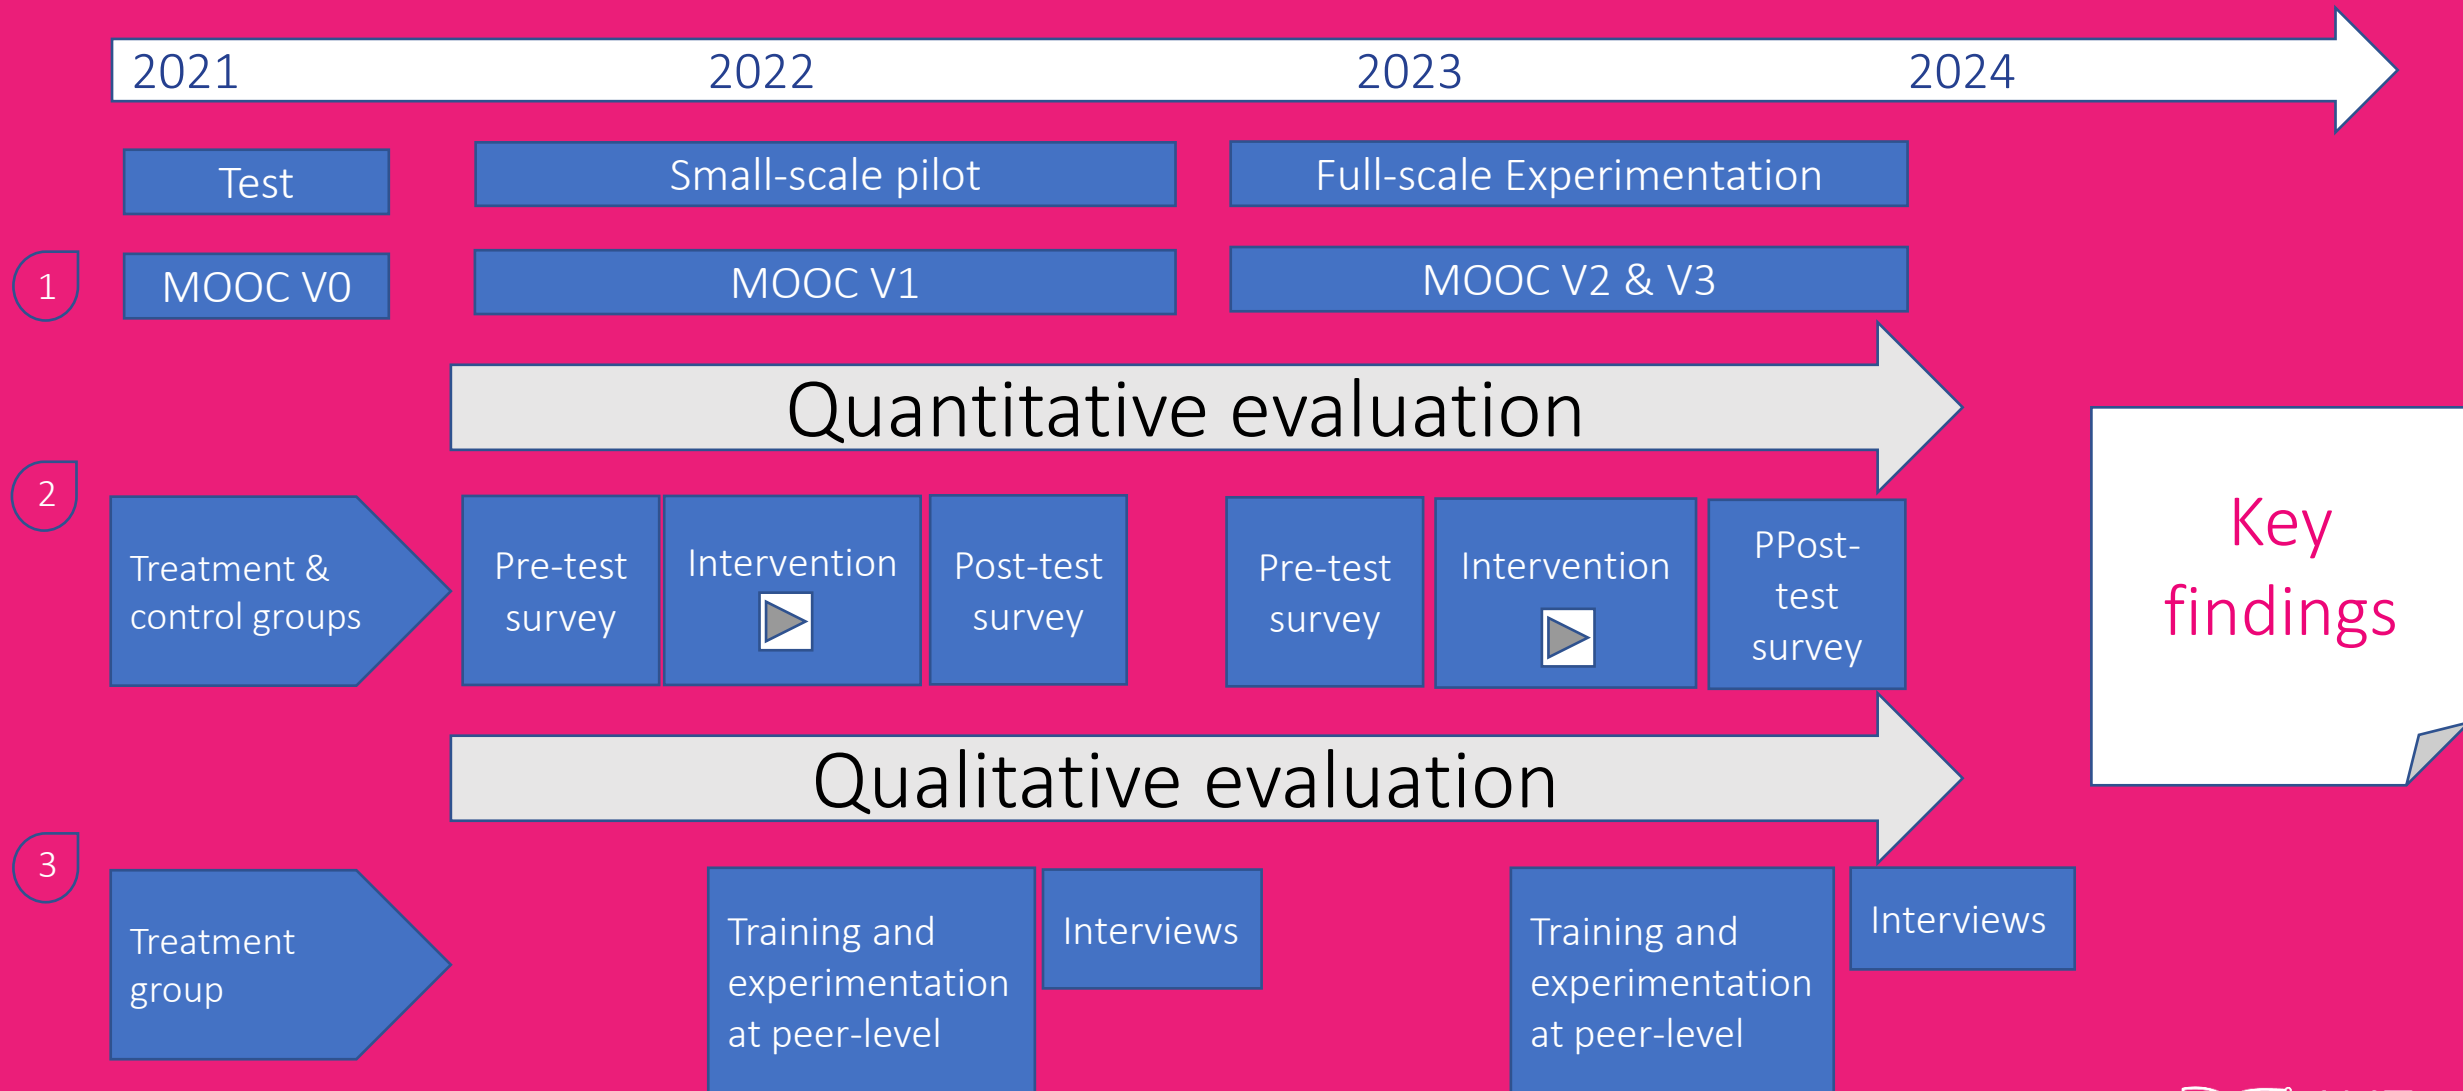 2021 2022 2023 2024
Test Small-scale pilot Full-scale Experimentation
1 MOOC V0 MOOC V1 MOOC V2 & V3
Quantitative evaluation
2
Treatment &
control groups
Pre-test
survey
Intervention
Post-test
survey
Pre-test
survey
Intervention
PPost-
test
survey
Key
findings
Qualitative evaluation
3
Treatment
group
Training and
experimentation
at peer-level
Interviews
Training and
experimentation
at peer-level
Interviews